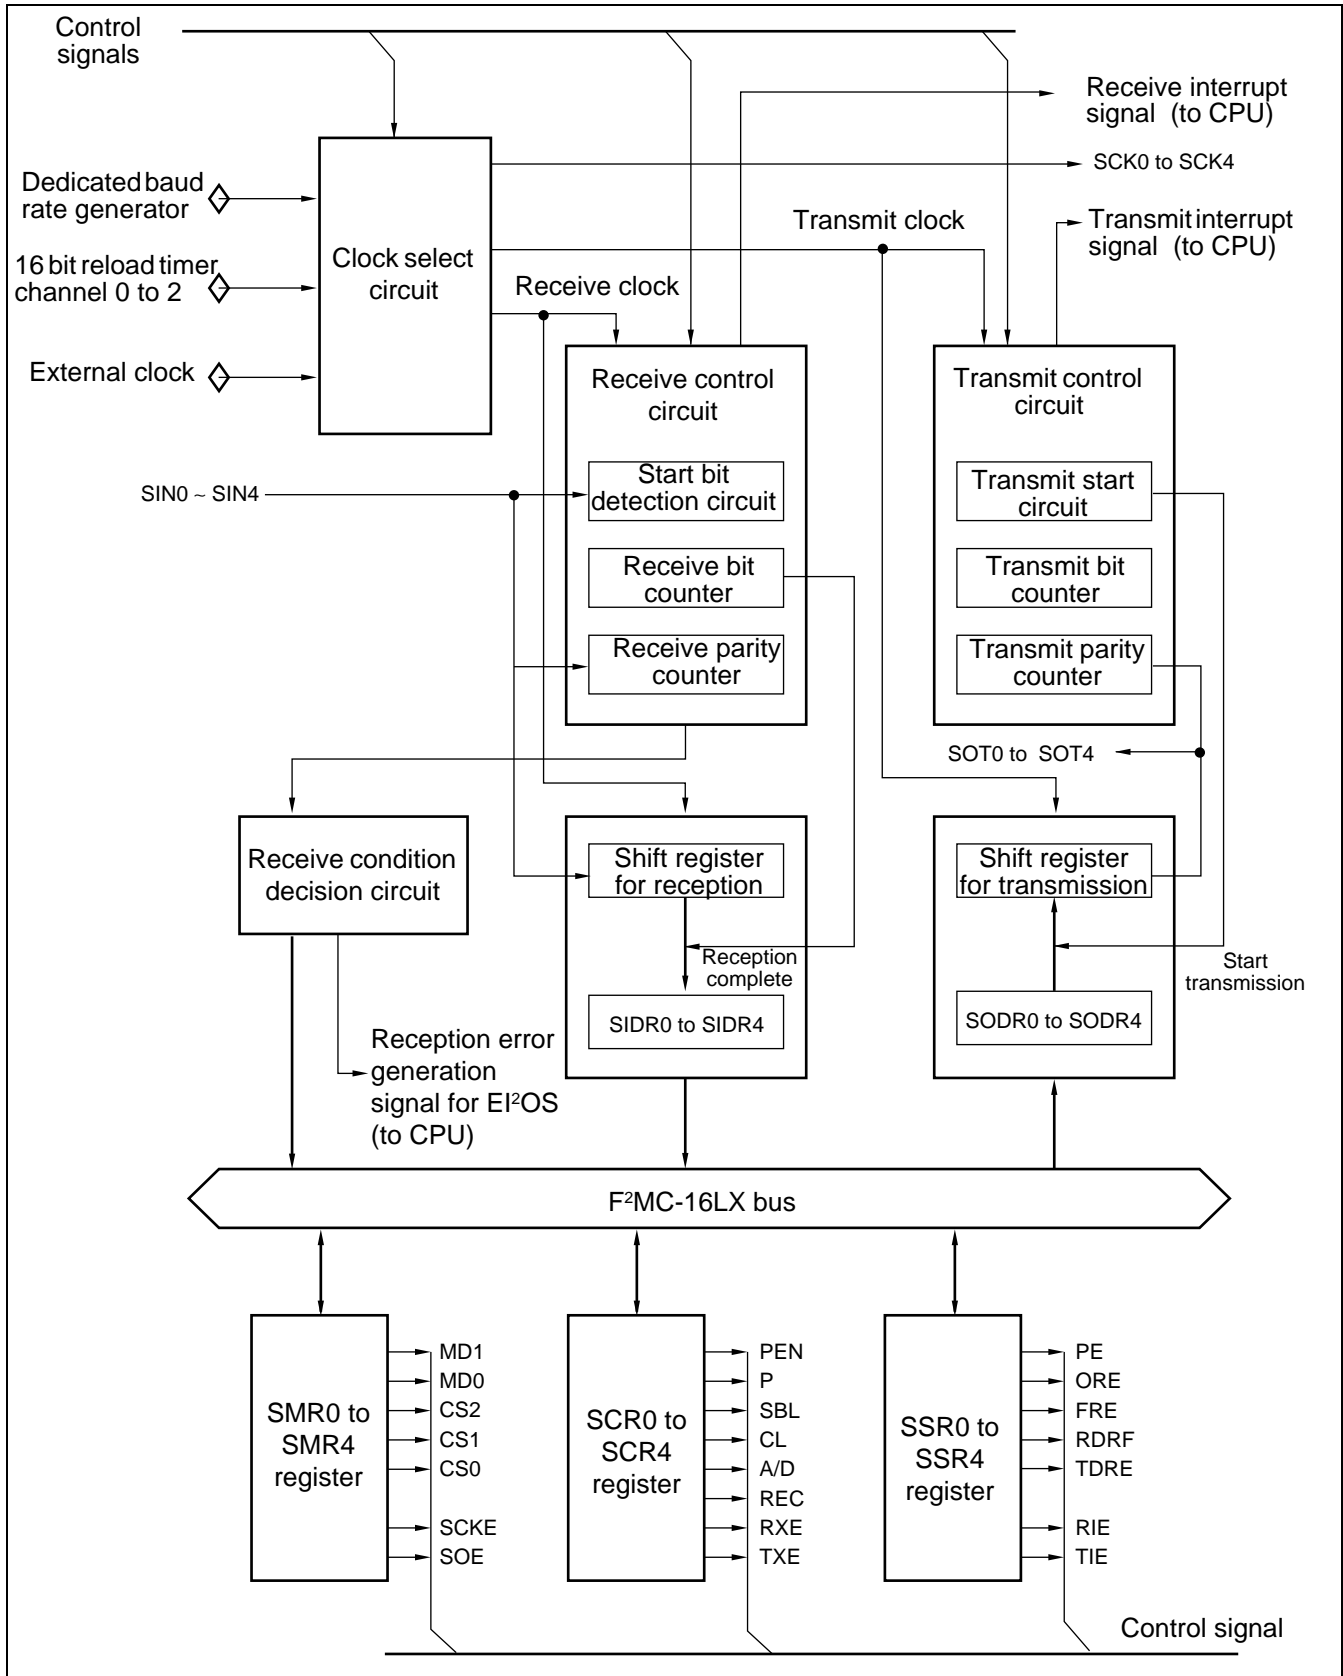 Control
signals
Receive interrupt
signal (to CPU)
SCK0 to SCK4
Dedicated baud
rate generator
Transmit clock
Transmit interrupt
signal (to CPU)
16 bit reload timer
channel 0 to 2
Clock select
circuit
Receive clock
External clock
Receive control
circuit
Transmit control
circuit
SIN0 ~ SIN4
Start bit
detection circuit
Transmit start
circuit
Receive bit
counter
Transmit bit
counter
Receive parity
counter
Transmit parity
counter
SOT0 to SOT4
Receive condition
decision circuit
Shift register
for reception
Shift register
for transmission
Reception
complete
Start
transmission
SIDR0 to SIDR4
SODR0 to SODR4
Reception error
generation
signal for EI²OS
(to CPU)
F²MC-16LX bus
SMR0 to
SMR4
register
MD1
MD0
CS2
CS1
CS0
SCKE
SOE
SCR0 to
SCR4
register
PEN
P
SBL
CL
A/D
REC
RXE
TXE
SSR0 to
SSR4
register
PE
ORE
FRE
RDRF
TDRE
RIE
TIE
Control signal